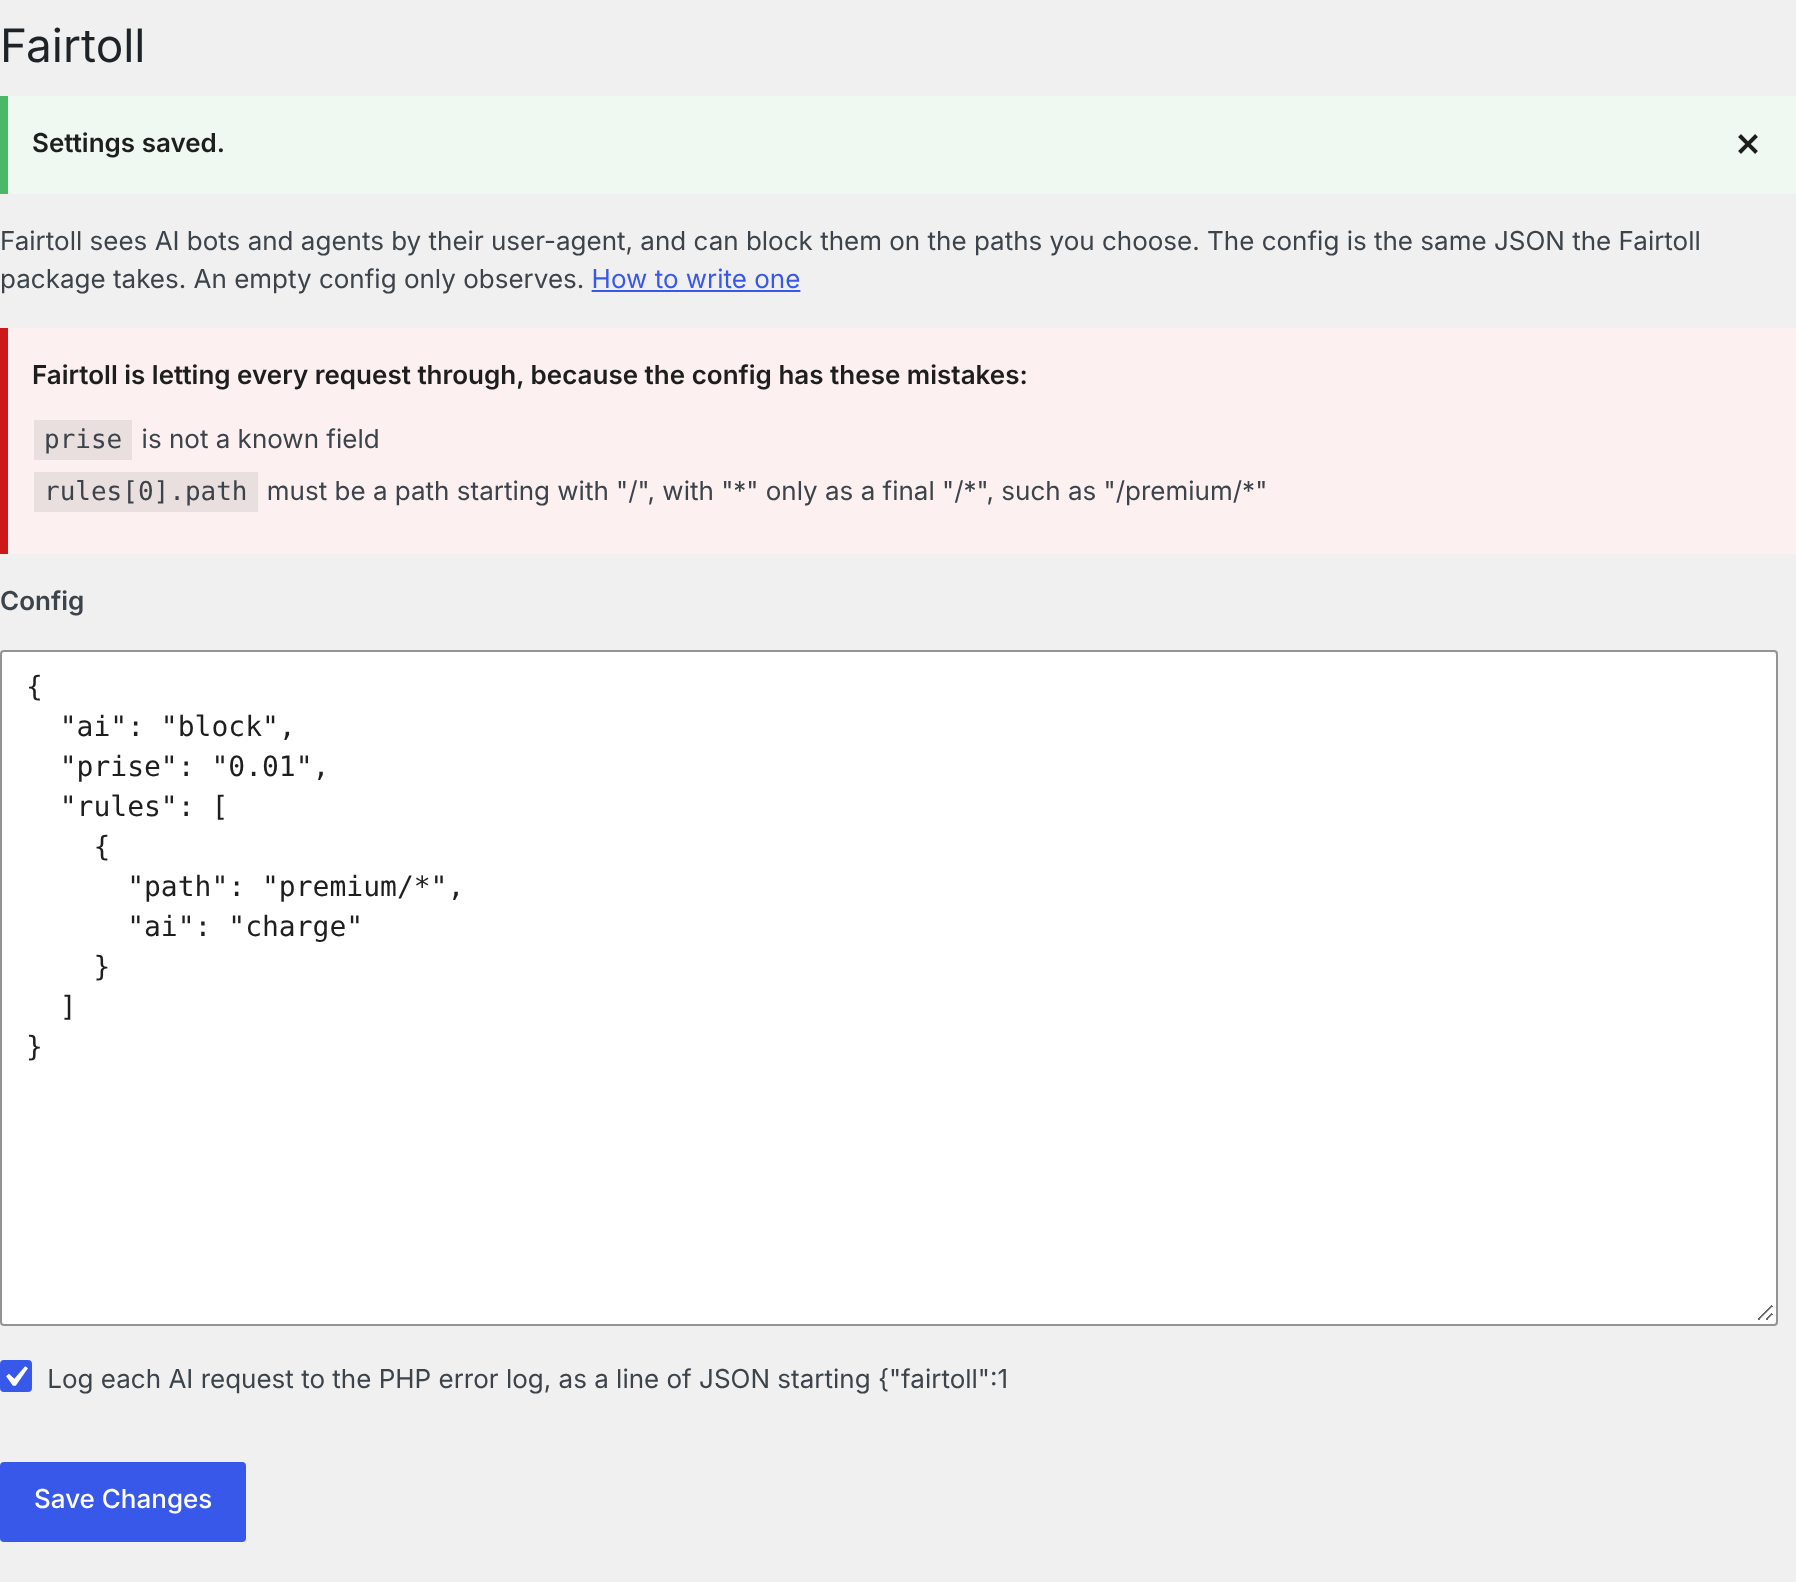 Fairtoll
Settings saved.
Fairtoll sees AI bots and agents by their user-agent, and can block them on the paths you choose. The config is the same JSON the Fairtoll
package takes. An empty config only observes. How to write one
Fairtoll is letting every request through, because the config has these mistakes:
prise is not a known field
rules[0].path must be a path starting with "/", with "*" only as a final "/*", such as "/premium/*"
Config
{
  "ai": "block",
  "prise": "0.01",
  "rules": [
    {
      "path": "premium/*",
      "ai": "charge"
    }
  ]
}
Log each AI request to the PHP error log, as a line of JSON starting {"fairtoll":1
Save Changes